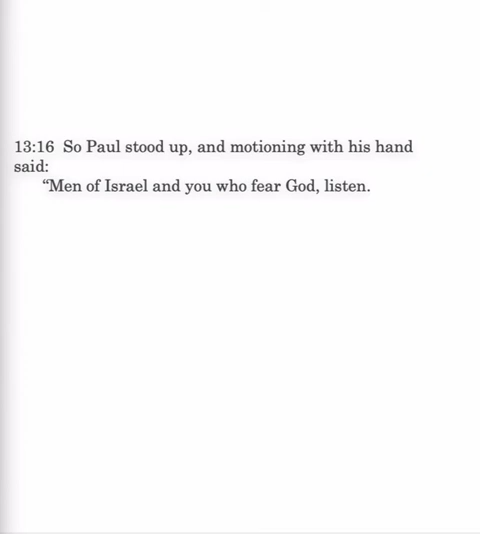 13:16 So Paul stood up, and motioning with his hand
said:
“Men of Israel and you who fear God, listen.